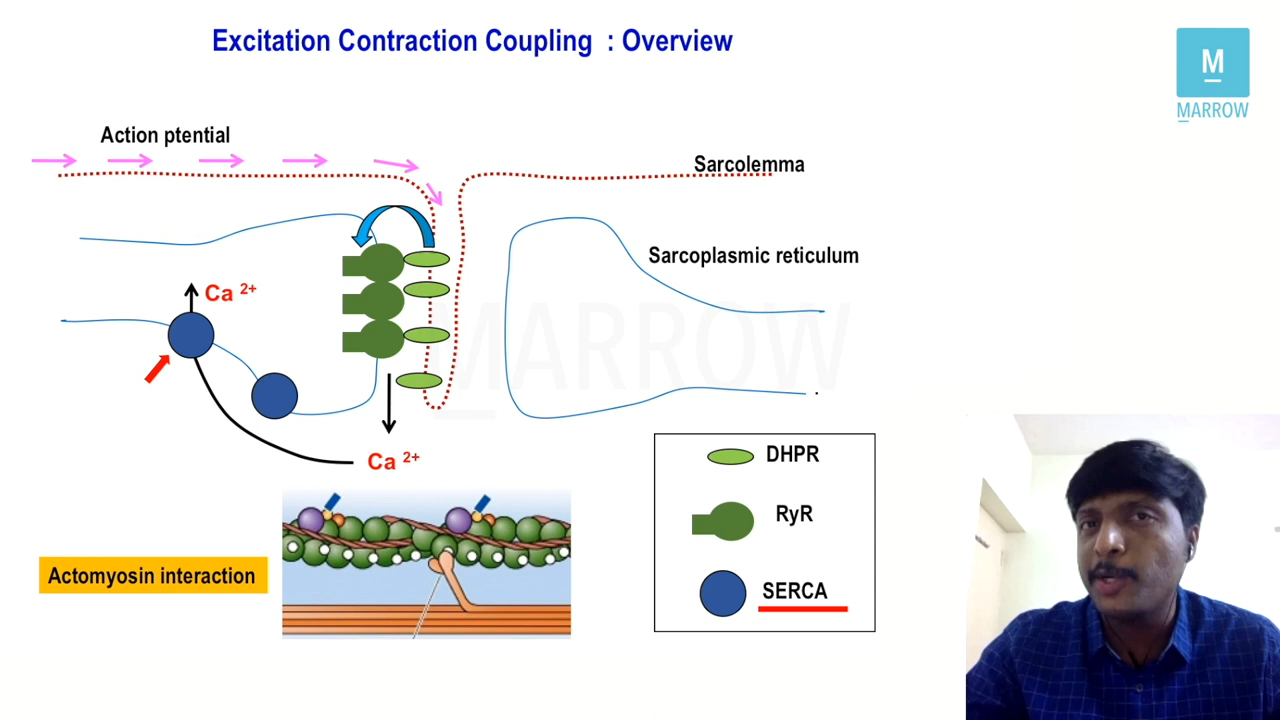 Excitation Contraction Coupling : Overview
M
MARROW
Action ptential
Sarcolemma
Sarcoplasmic reticulum
Ca 2+
MARROW
Ca 2+
DHPR
RyR
Actomyosin interaction
SERCA